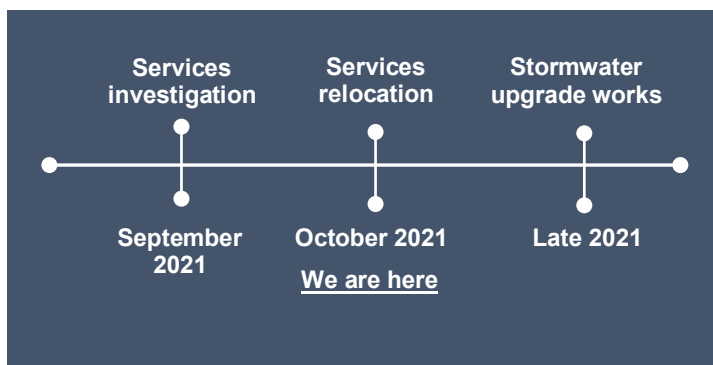 Services
investigation
Services
relocation
Stormwater
upgrade works
September
2021
October 2021
We are here
Late 2021